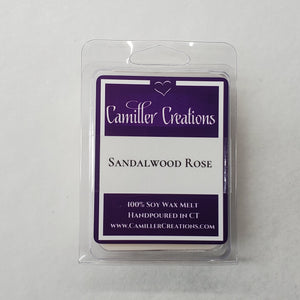 Camiller Creations
Sandalwood Rose
100% Soy Wax Melt
Handpoured in CT
www.CamillerCreations.com